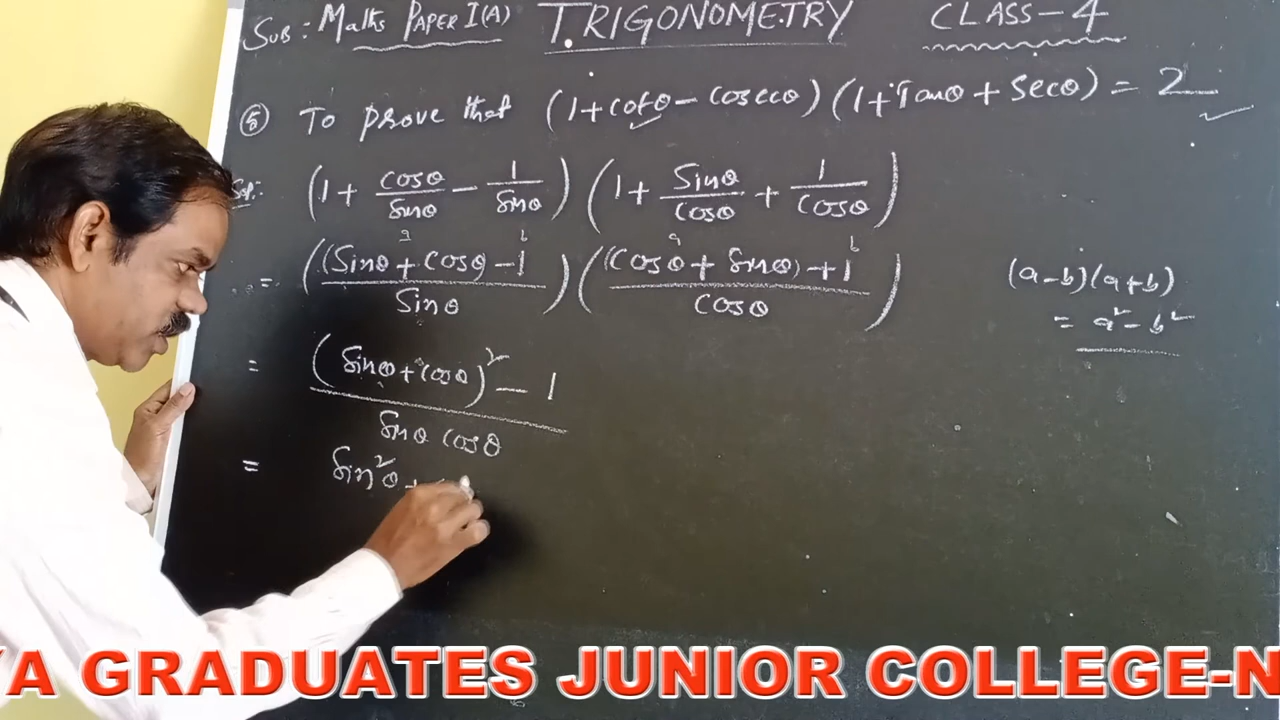 Sub: Maths Paper I(A) TRIGONOMETRY CLASS-4
⑤ To prove that (1+cotθ - cosecθ) (1+Tanθ + secθ) = 2
Sol: (1 + cosθ/sinθ - 1/sinθ) (1 + sinθ/cosθ + 1/cosθ)
a b a b
= ((sinθ + cosθ) - 1 / sinθ) ((cosθ + sinθ) + 1 / cosθ)
(a-b)(a+b)
= a² - b²
= (sinθ + cosθ)² - 1 / sinθ cosθ
= sin²θ +
YA GRADUATES JUNIOR COLLEGE-N